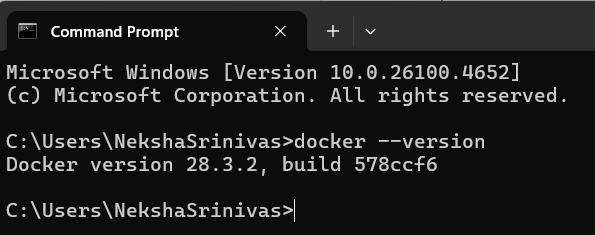 Command Prompt
Microsoft Windows [Version 10.0.26100.4652]
(c) Microsoft Corporation. All rights reserved.
C:\Users\NekshaSrinivas>docker --version
Docker version 28.3.2, build 578ccf6
C:\Users\NekshaSrinivas>